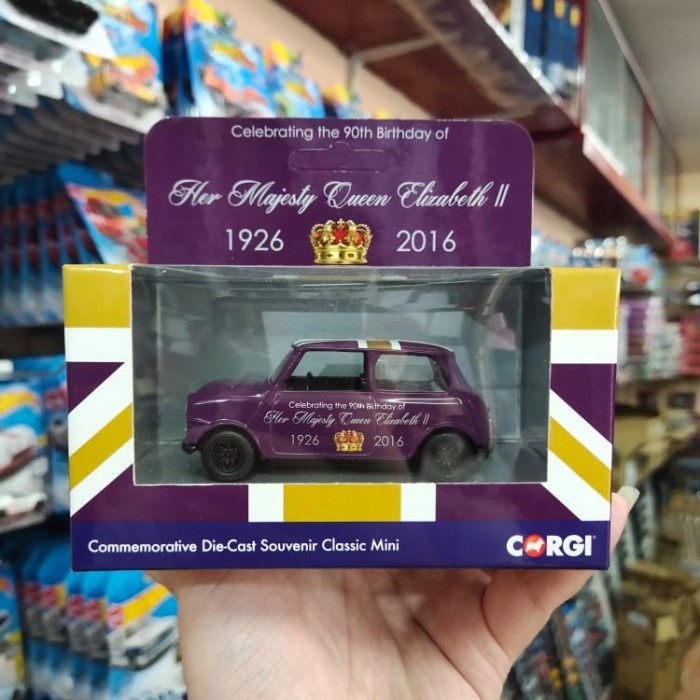 Celebrating the 90th Birthday of
Her Majesty Queen Elizabeth II
1926 2016
Celebrating the 90th Birthday of
Her Majesty Queen Elizabeth II
1926 2016
Commemorative Die-Cast Souvenir Classic Mini
CORGI